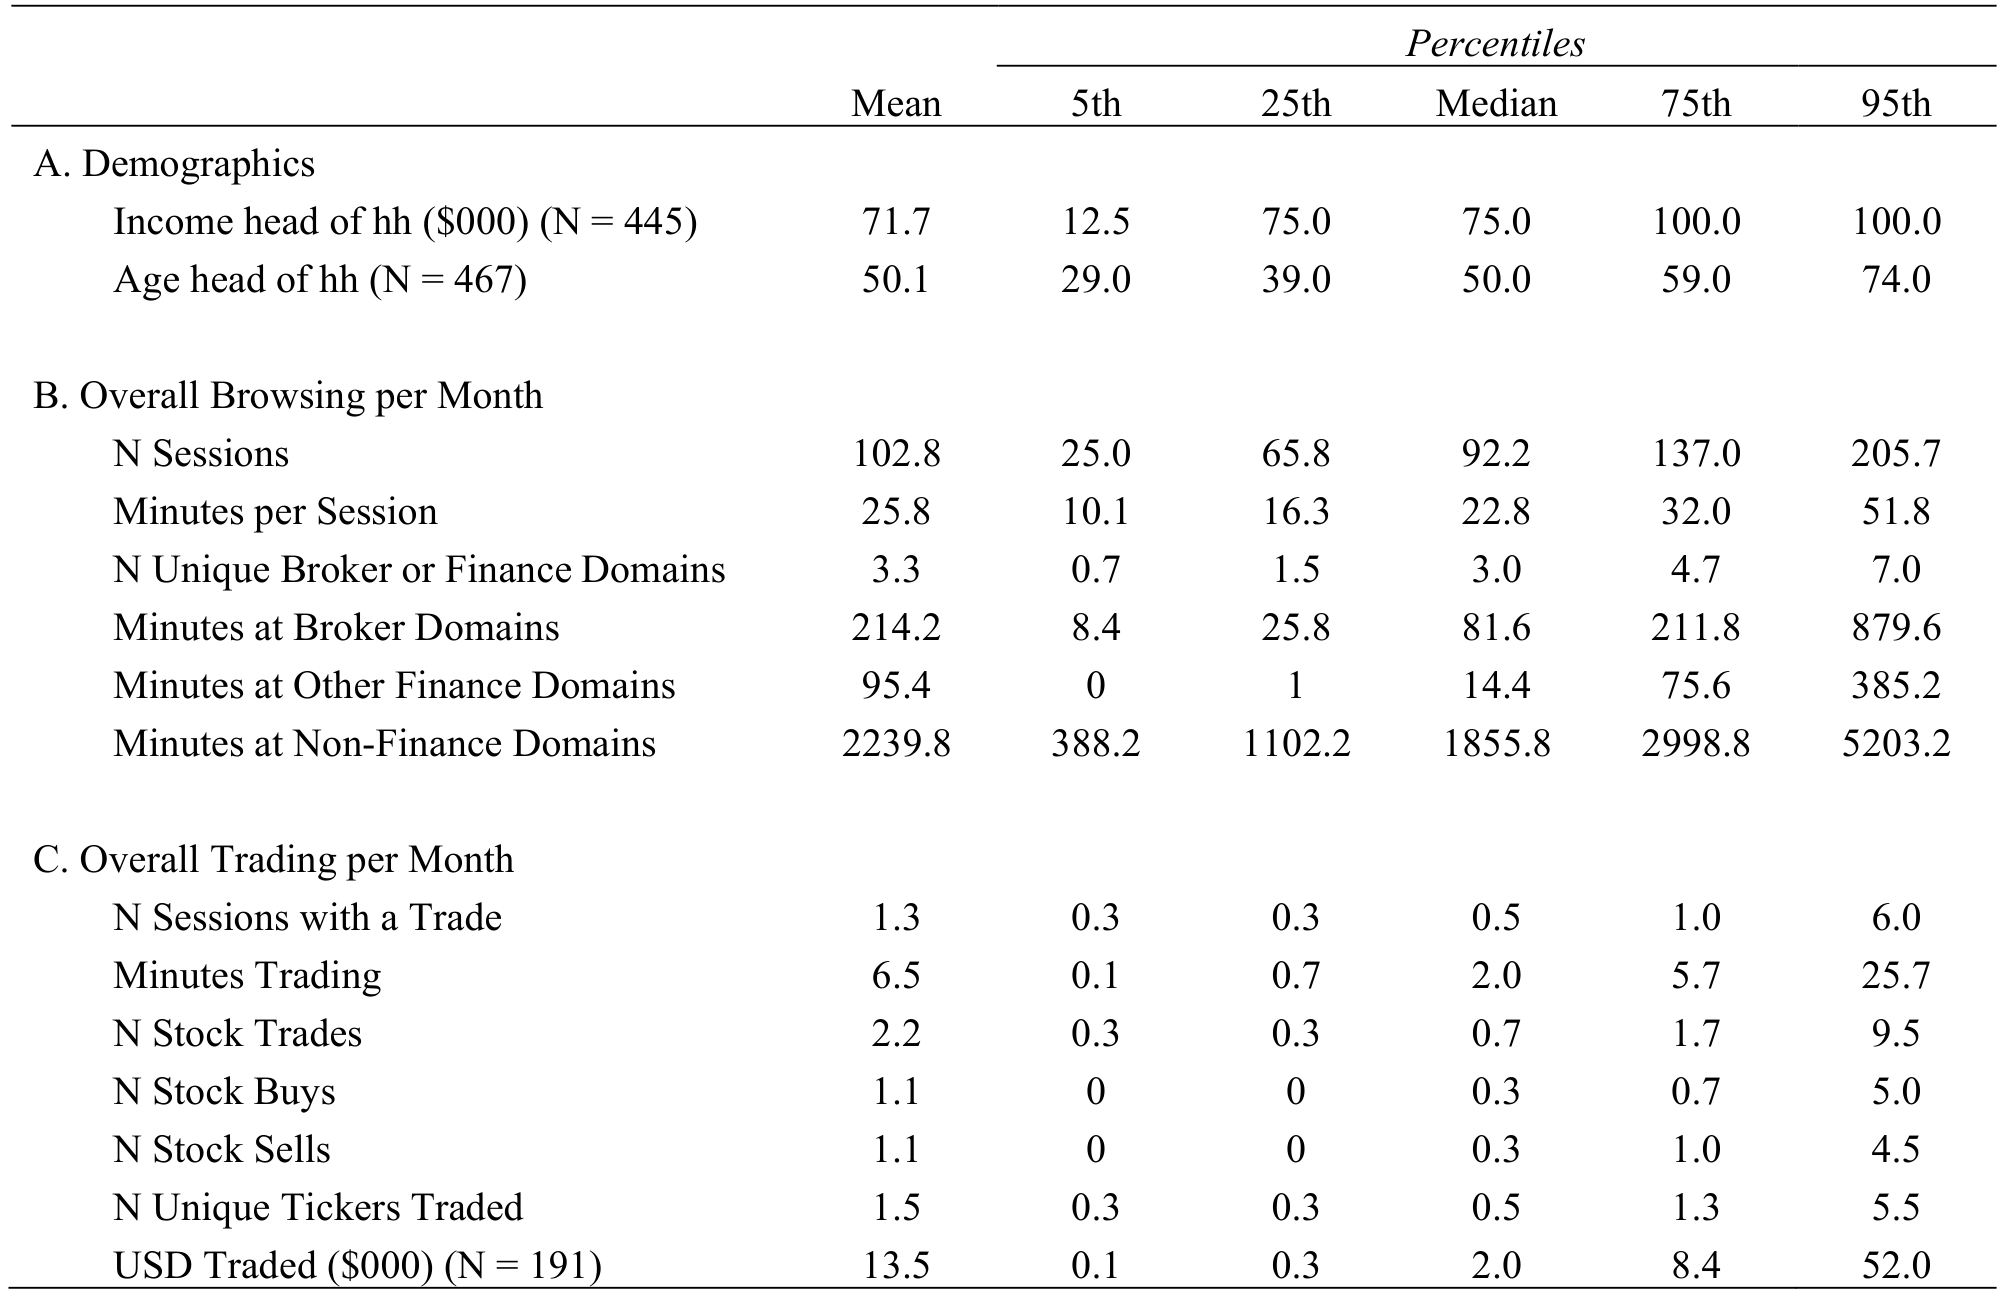 Percentiles
Mean 5th 25th Median 75th 95th
A. Demographics
Income head of hh ($000) (N = 445) 71.7 12.5 75.0 75.0 100.0 100.0
Age head of hh (N = 467) 50.1 29.0 39.0 50.0 59.0 74.0
B. Overall Browsing per Month
N Sessions 102.8 25.0 65.8 92.2 137.0 205.7
Minutes per Session 25.8 10.1 16.3 22.8 32.0 51.8
N Unique Broker or Finance Domains 3.3 0.7 1.5 3.0 4.7 7.0
Minutes at Broker Domains 214.2 8.4 25.8 81.6 211.8 879.6
Minutes at Other Finance Domains 95.4 0 1 14.4 75.6 385.2
Minutes at Non-Finance Domains 2239.8 388.2 1102.2 1855.8 2998.8 5203.2
C. Overall Trading per Month
N Sessions with a Trade 1.3 0.3 0.3 0.5 1.0 6.0
Minutes Trading 6.5 0.1 0.7 2.0 5.7 25.7
N Stock Trades 2.2 0.3 0.3 0.7 1.7 9.5
N Stock Buys 1.1 0 0 0.3 0.7 5.0
N Stock Sells 1.1 0 0 0.3 1.0 4.5
N Unique Tickers Traded 1.5 0.3 0.3 0.5 1.3 5.5
USD Traded ($000) (N = 191) 13.5 0.1 0.3 2.0 8.4 52.0